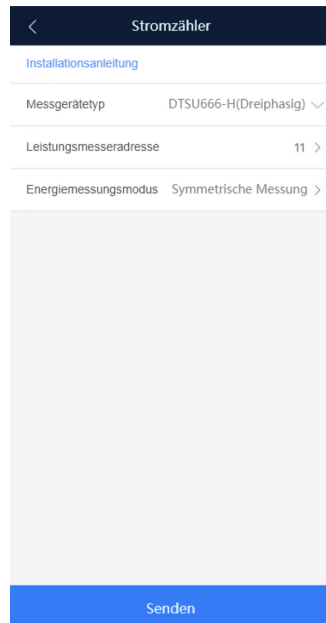 Stromzähler
Installationsanleitung
Messgerätetyp DTSU666-H(Dreiphasig)
Leistungsmesseradresse 11
Energiemessungsmodus Symmetrische Messung
Senden